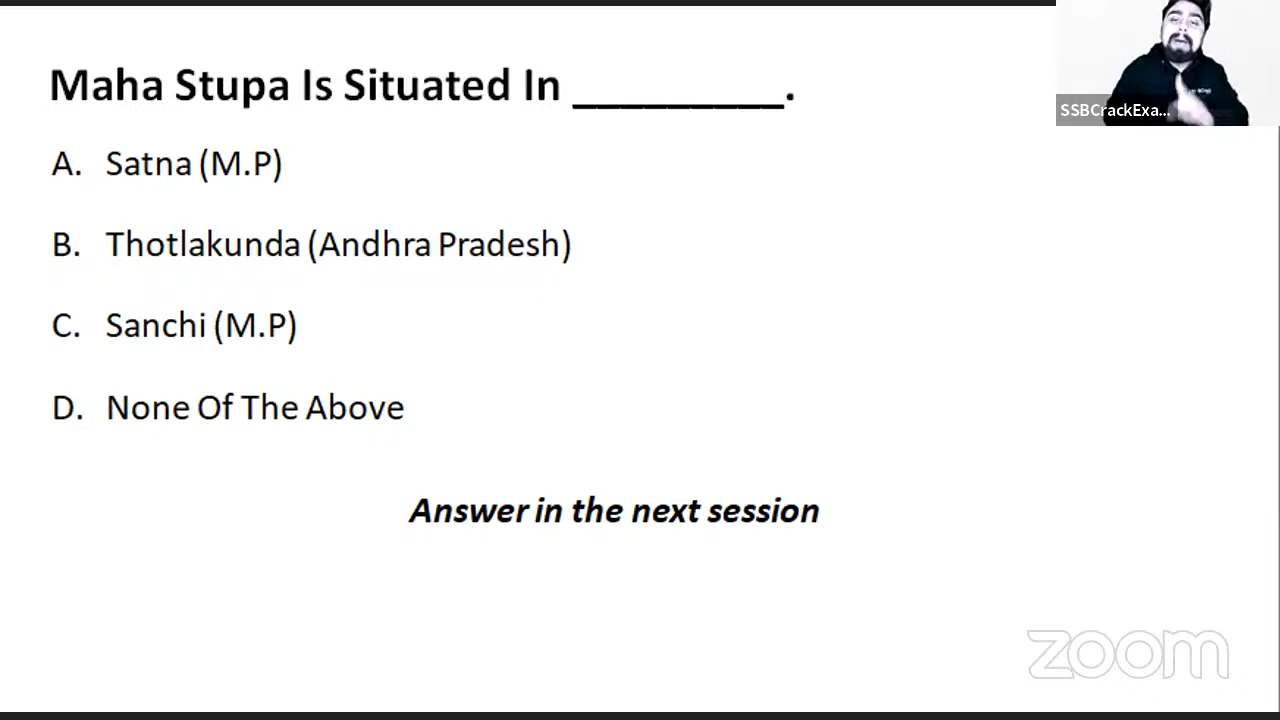 Maha Stupa Is Situated In _________.
SSBCrackExa...
A. Satna (M.P)
B. Thotlakunda (Andhra Pradesh)
C. Sanchi (M.P)
D. None Of The Above
Answer in the next session
zoom